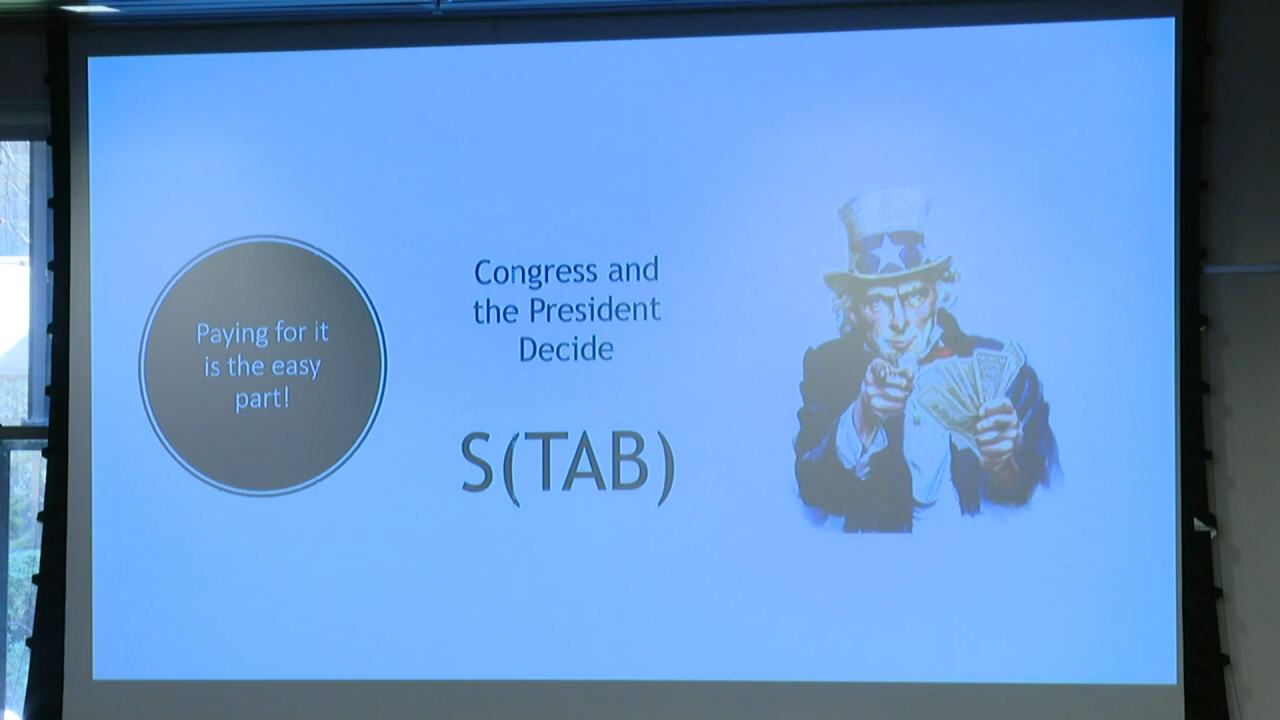 Paying for it
is the easy
part!
Congress and
the President
Decide
S(TAB)